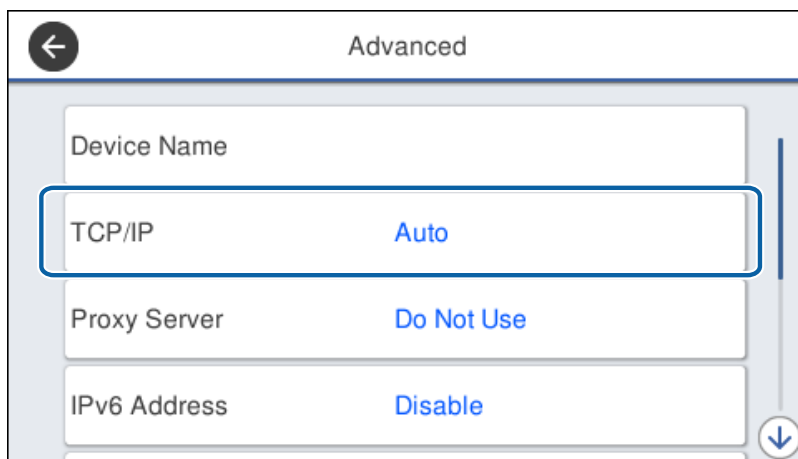 Advanced
Device Name
TCP/IP Auto
Proxy Server Do Not Use
IPv6 Address Disable